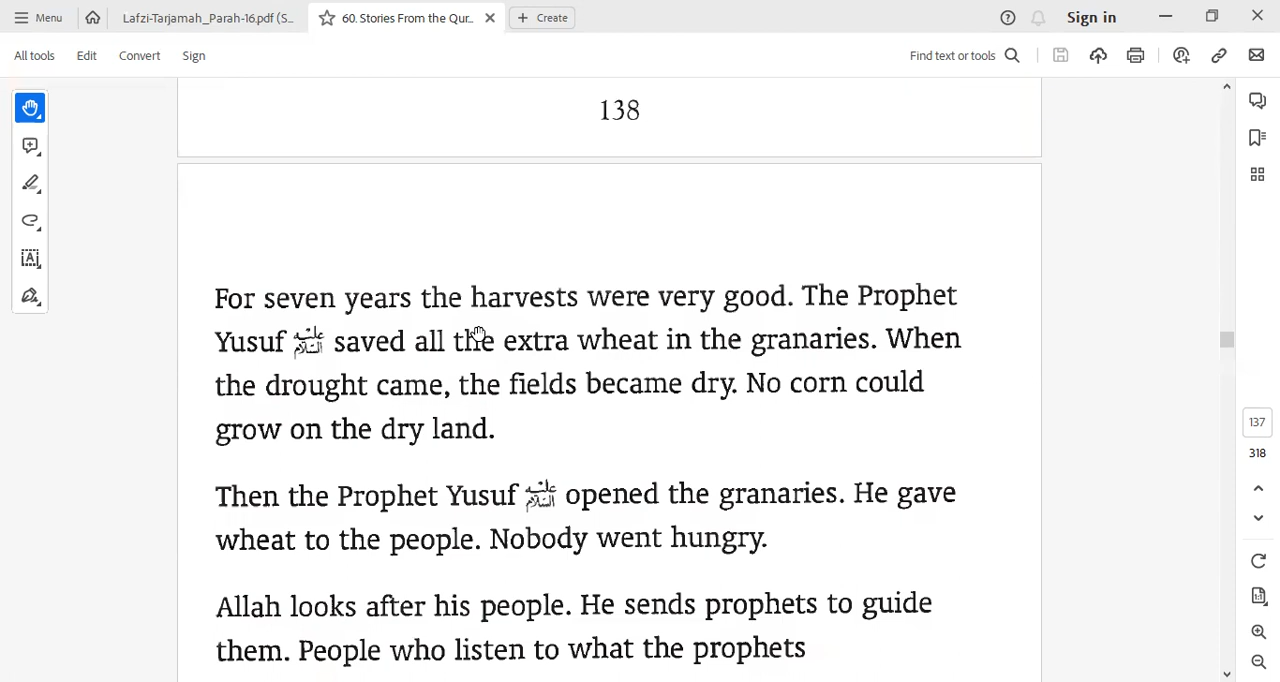 Menu
Lafzi-Tarjamah_Parah-16.pdf (S...
60. Stories From the Qur...
Create
Sign in
All tools
Edit
Convert
Sign
Find text or tools
138
For seven years the harvests were very good. The Prophet
Yusuf عليه السلام saved all the extra wheat in the granaries. When
the drought came, the fields became dry. No corn could
grow on the dry land.
Then the Prophet Yusuf عليه السلام opened the granaries. He gave
wheat to the people. Nobody went hungry.
Allah looks after his people. He sends prophets to guide
them. People who listen to what the prophets
137
318